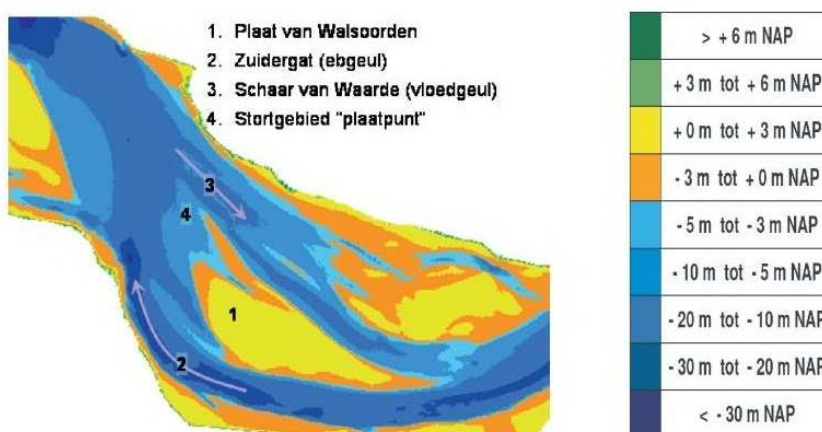 1. Plaat van Walsoorden
2. Zuidergat (ebgeul)
3. Schaar van Waarde (vloedgeul)
4. Stortgebied "plaatpunt"
3
4
1
2
> + 6 m NAP
+ 3 m tot + 6 m NAP
+ 0 m tot + 3 m NAP
- 3 m tot + 0 m NAP
- 5 m tot - 3 m NAP
- 10 m tot - 5 m NAP
- 20 m tot - 10 m NAP
- 30 m tot - 20 m NAP
< - 30 m NAP